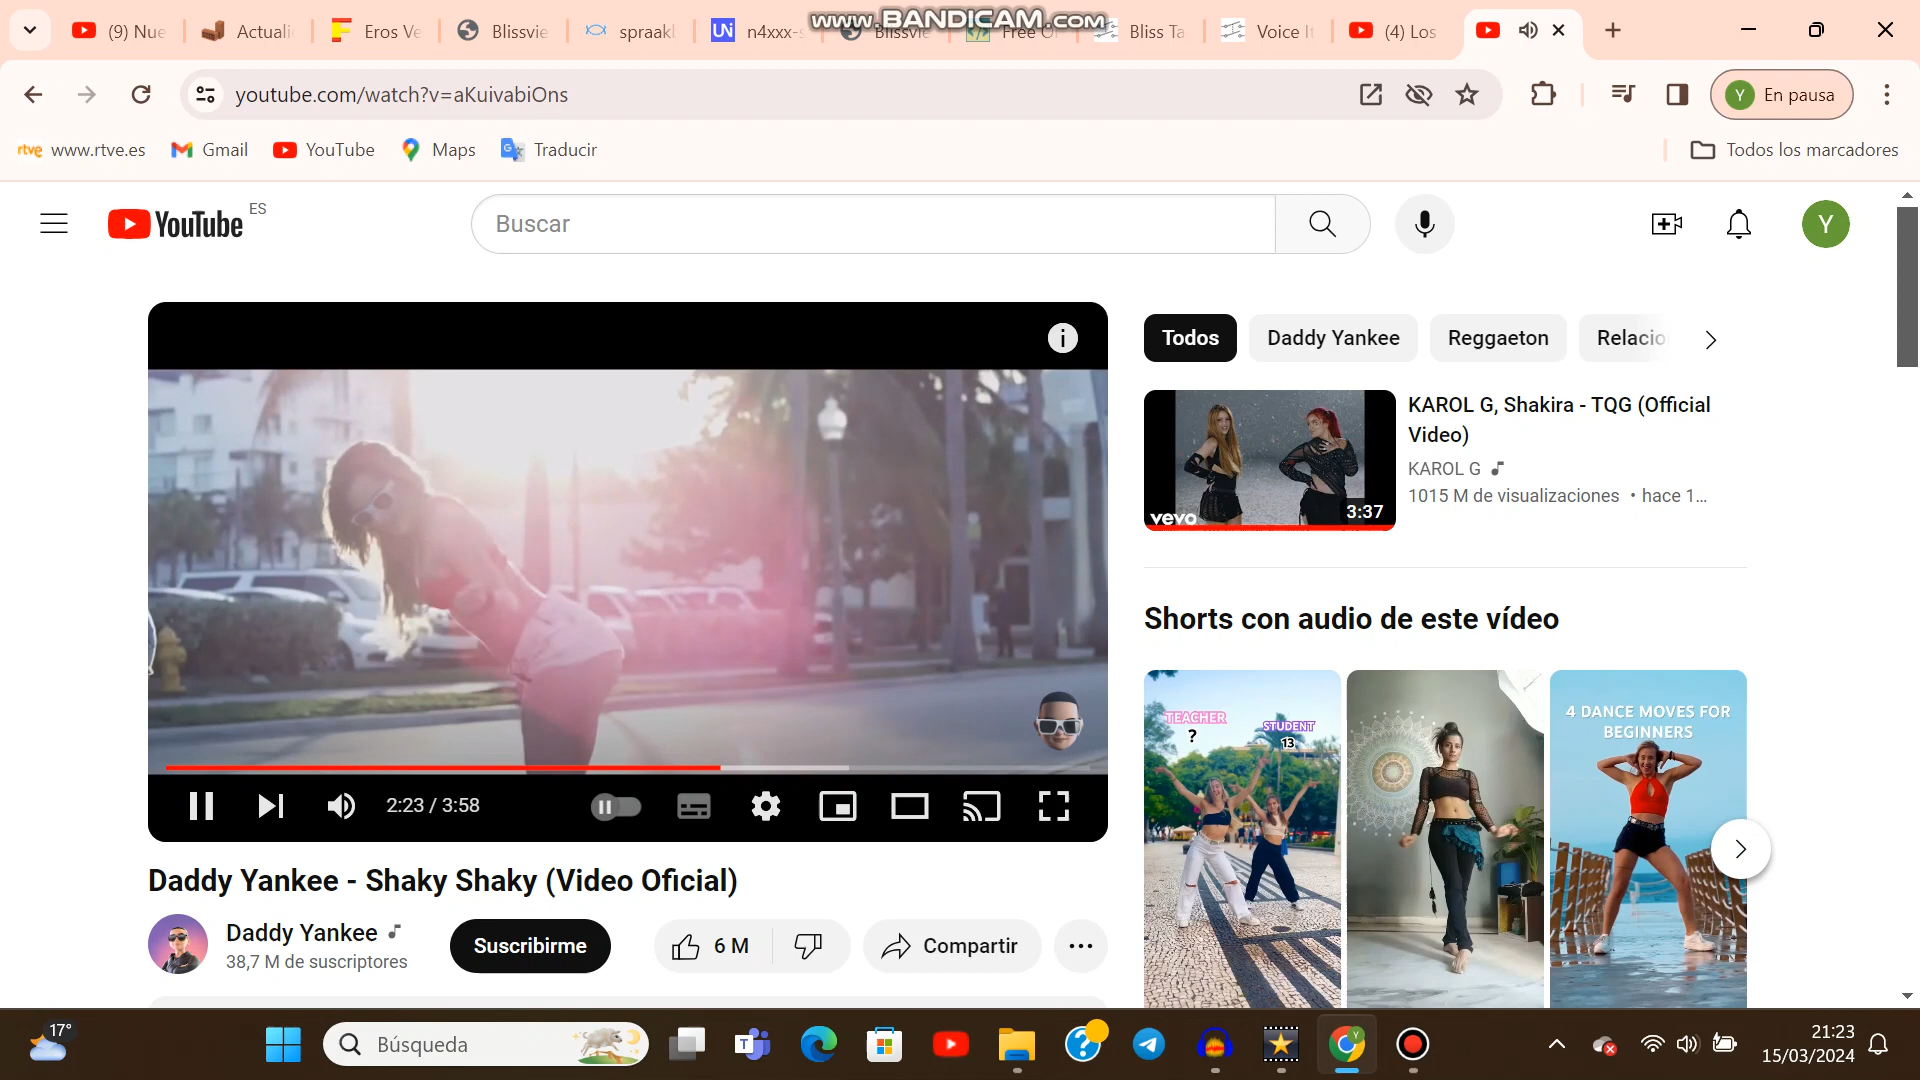 www.BANDICAM.com
(9) Nue
Actuali
Eros Ve
Blissvie
spraakl
n4xxx-s
Blissvie
Bliss Ta
Voice It
(4) Los
youtube.com/watch?v=aKuivabiOns
En pausa
www.rtve.es
Gmail
YouTube
Maps
Traducir
Todos los marcadores
YouTube ES
Buscar
Y
Todos
Daddy Yankee
Reggaeton
Relacio
KAROL G, Shakira - TQG (Official
Video)
KAROL G
1015 M de visualizaciones • hace 1...
vevo
3:37
Shorts con audio de este vídeo
TEACHER
?
STUDENT
13
4 DANCE MOVES FOR
BEGINNERS
2:23 / 3:58
Daddy Yankee - Shaky Shaky (Video Oficial)
Daddy Yankee
38,7 M de suscriptores
Suscribirme
6 M
Compartir
17°
Búsqueda
21:23
15/03/2024